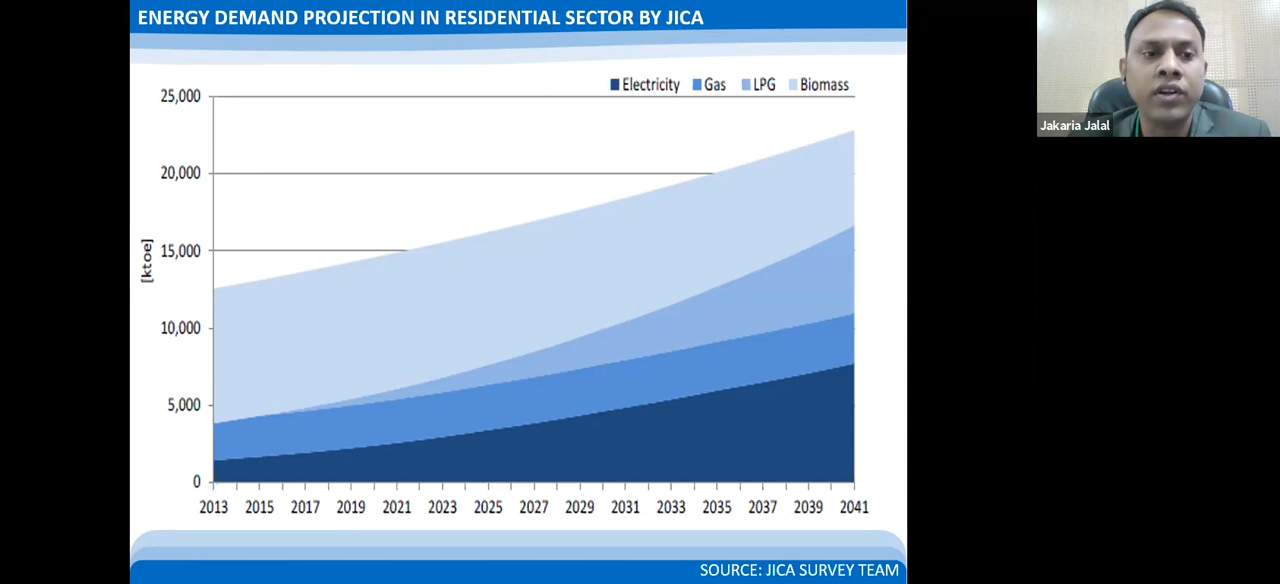 ENERGY DEMAND PROJECTION IN RESIDENTIAL SECTOR BY JICA
Jakaria Jalal
Electricity Gas LPG Biomass
25,000
20,000
15,000
10,000
5,000
0
[ktoe]
2013 2015 2017 2019 2021 2023 2025 2027 2029 2031 2033 2035 2037 2039 2041
SOURCE: JICA SURVEY TEAM